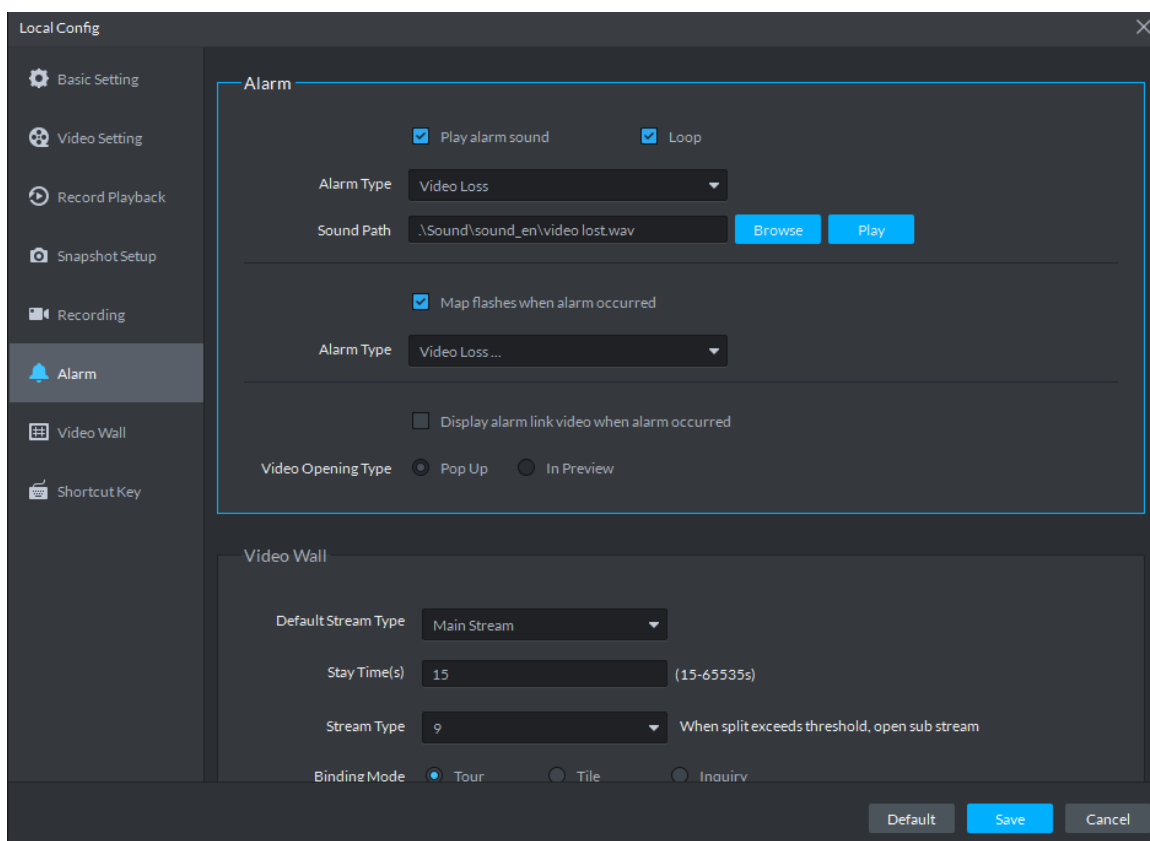 Local Config
Basic Setting
Video Setting
Record Playback
Snapshot Setup
Recording
Alarm
Video Wall
Shortcut Key
Alarm
Play alarm sound Loop
Alarm Type Video Loss
Sound Path .\Sound\sound_en\video lost.wav Browse Play
Map flashes when alarm occurred
Alarm Type Video Loss ...
Display alarm link video when alarm occurred
Video Opening Type Pop Up In Preview
Video Wall
Default Stream Type Main Stream
Stay Time(s) 15 (15-65535s)
Stream Type 9 When split exceeds threshold, open sub stream
Binding Mode Tour Tile Inquiry
Default Save Cancel